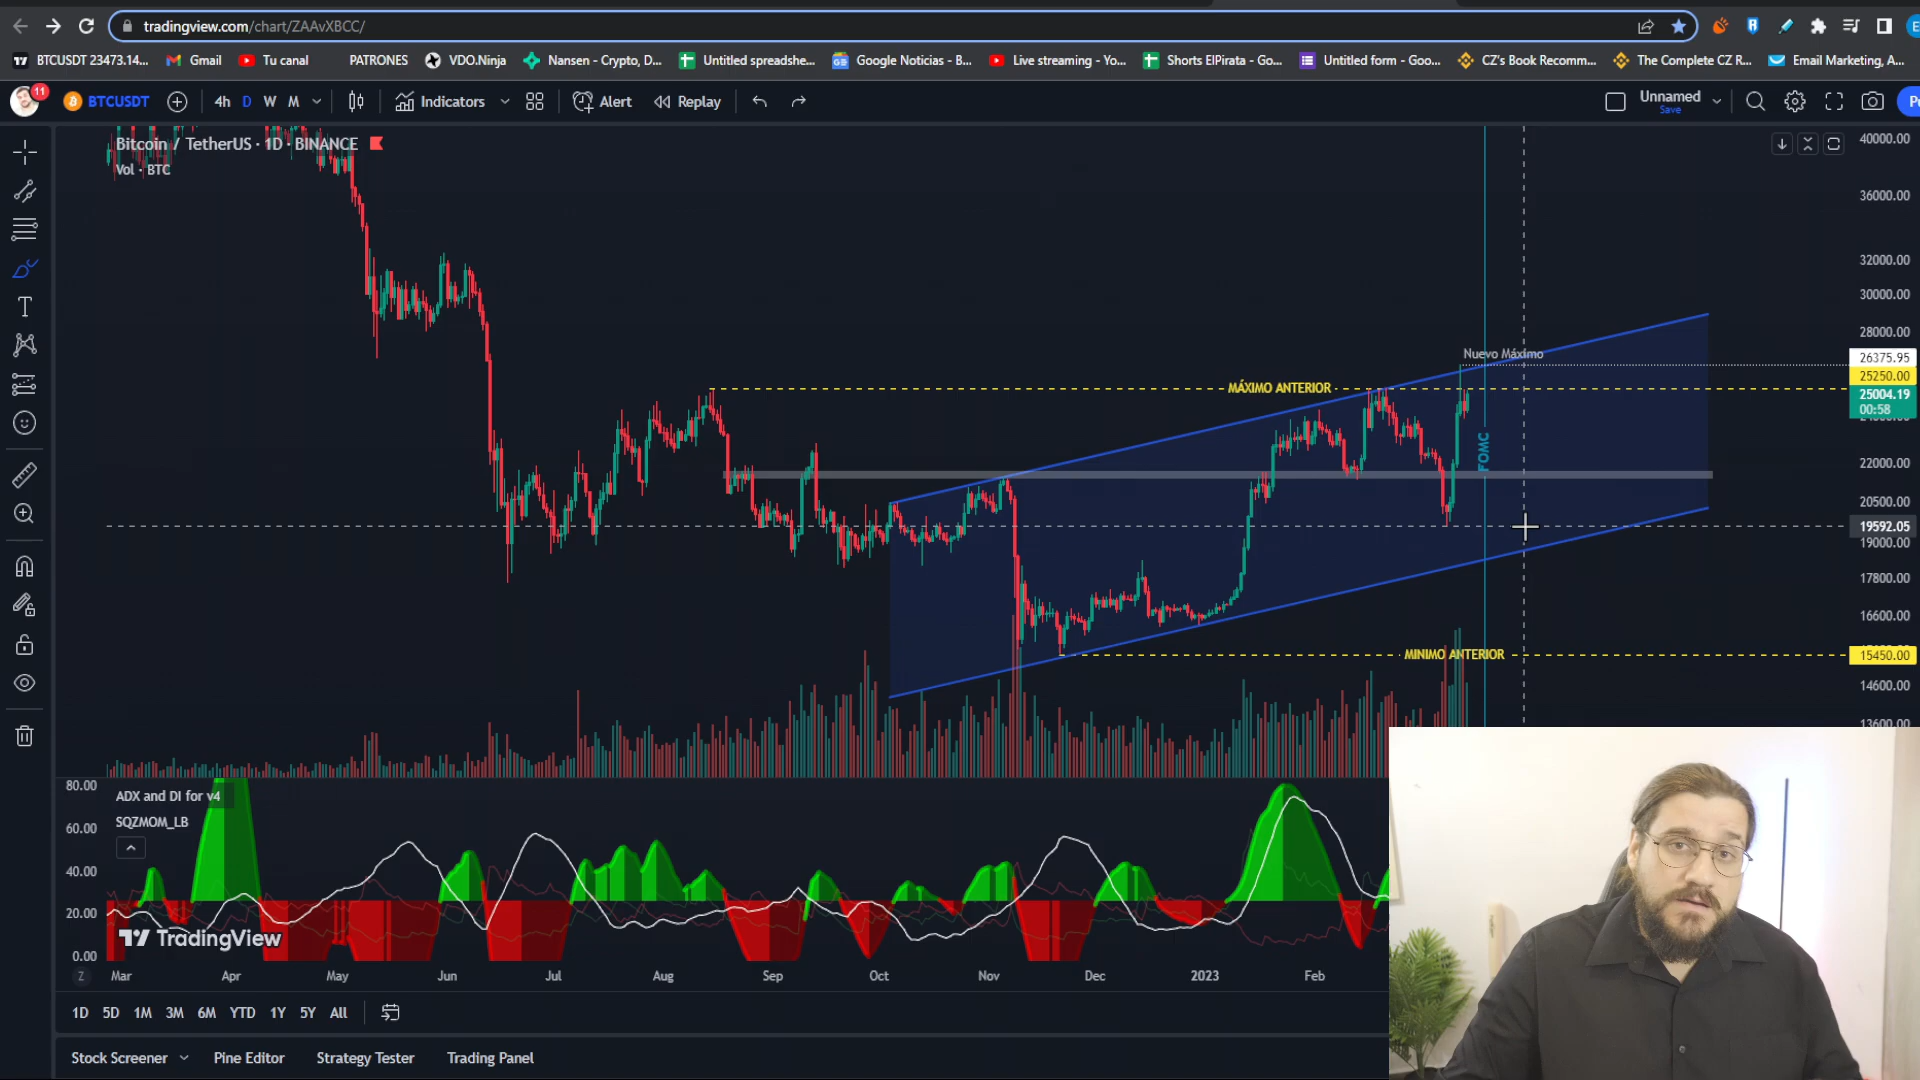 tradingview.com/chart/ZAAvXBCC/
BTCUSDT 23473.14... Gmail Tu canal PATRONES VDO.Ninja Nansen - Crypto, D... Untitled spreadshe... Google Noticias - B... Live streaming - Yo... Shorts ElPirata - Go... Untitled form - Goo... CZ's Book Recomm... The Complete CZ R... Email Marketing, A...
11
BTCUSDT 4h D W M Indicators Alert Replay Unnamed
Save
Bitcoin / TetherUS · 1D · BINANCE
Vol · BTC
40000.00
36000.00
32000.00
30000.00
28000.00
Nuevo Máximo
26375.95
25250.00
MÁXIMO ANTERIOR
25004.19
00:58
FOMC
22000.00
20500.00
19592.05
19000.00
17800.00
16600.00
MINIMO ANTERIOR
15450.00
14600.00
13600.00
80.00
ADX and DI for v4
SQZMOM_LB
60.00
40.00
20.00
TradingView
0.00
Z Mar Apr May Jun Jul Aug Sep Oct Nov Dec 2023 Feb
1D 5D 1M 3M 6M YTD 1Y 5Y All
Stock Screener Pine Editor Strategy Tester Trading Panel